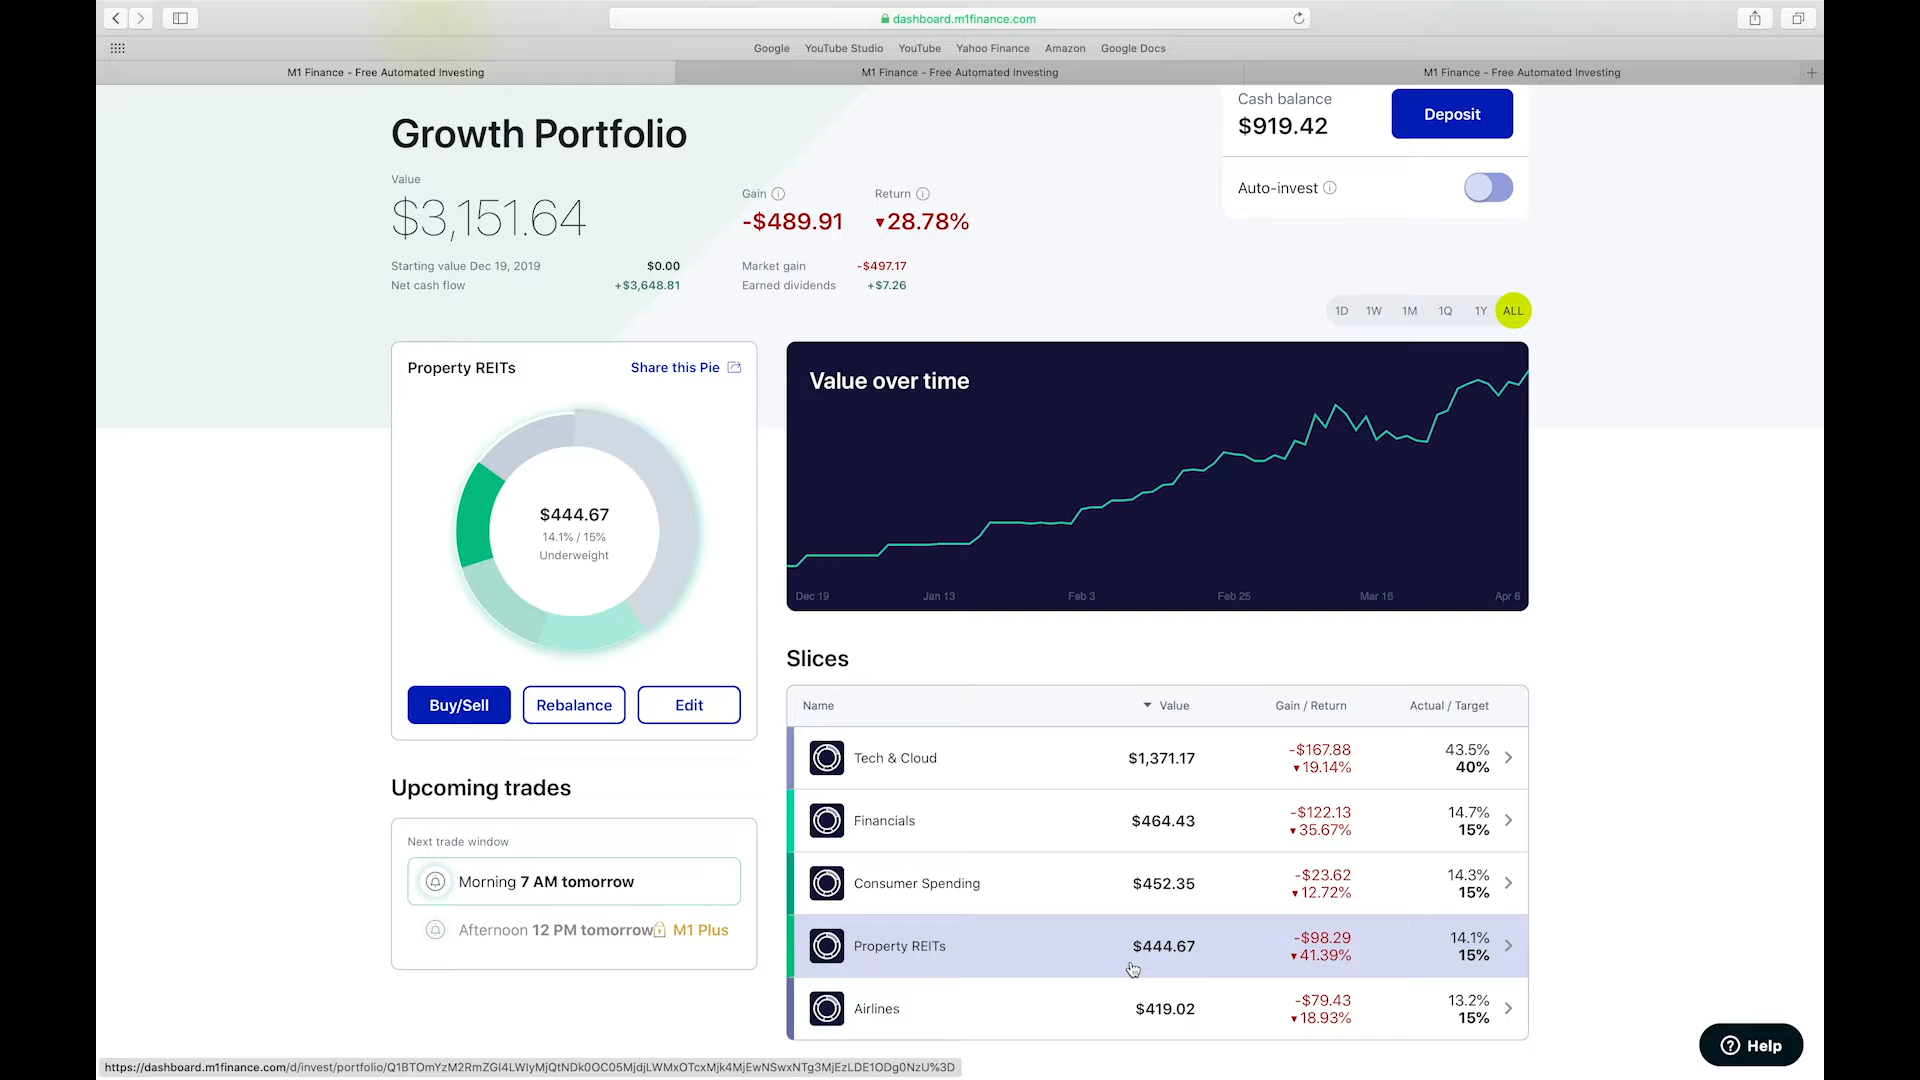 dashboard.m1finance.com
Google YouTube Studio YouTube Yahoo Finance Amazon Google Docs
M1 Finance - Free Automated Investing
M1 Finance - Free Automated Investing
M1 Finance - Free Automated Investing
Growth Portfolio
Cash balance
$919.42
Deposit
Auto-invest
Value
$3,151.64
Gain
-$489.91
Return
▼28.78%
Starting value Dec 19, 2019 $0.00
Net cash flow +$3,648.81
Market gain -$497.17
Earned dividends +$7.26
1D 1W 1M 1Q 1Y ALL
Property REITs
Share this Pie
$444.67
14.1% / 15%
Underweight
Buy/Sell
Rebalance
Edit
Value over time
Dec 19 Jan 13 Feb 3 Feb 25 Mar 16 Apr 6
Upcoming trades
Next trade window
Morning 7 AM tomorrow
Afternoon 12 PM tomorrow M1 Plus
Slices
Name ▼ Value Gain / Return Actual / Target
Tech & Cloud $1,371.17 -$167.88 43.5%
▼19.14% 40%
Financials $464.43 -$122.13 14.7%
▼35.67% 15%
Consumer Spending $452.35 -$23.62 14.3%
▼12.72% 15%
Property REITs $444.67 -$98.29 14.1%
▼41.39% 15%
Airlines $419.02 -$79.43 13.2%
▼18.93% 15%
Help